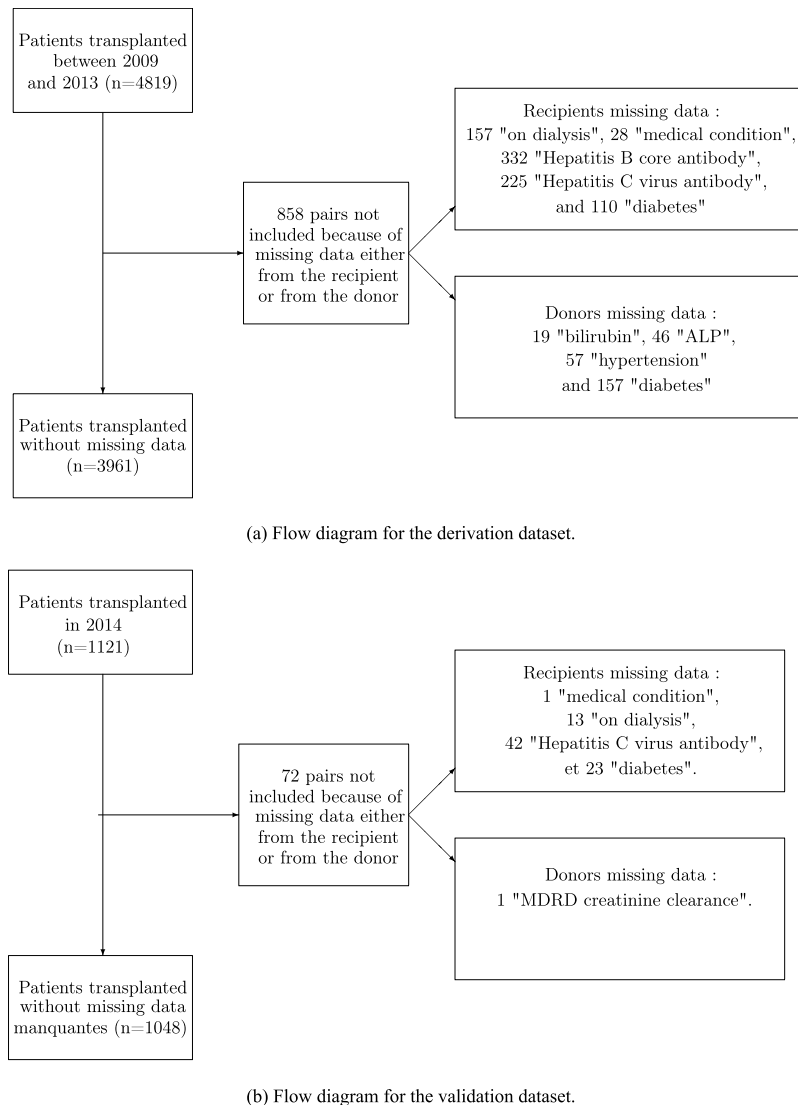 Patients transplanted
between 2009
and 2013 (n=4819)
Recipients missing data :
157 "on dialysis", 28 "medical condition",
332 "Hepatitis B core antibody",
225 "Hepatitis C virus antibody",
and 110 "diabetes"
858 pairs not
included because of
missing data either
from the recipient
or from the donor
Donors missing data :
19 "bilirubin", 46 "ALP",
57 "hypertension"
and 157 "diabetes"
Patients transplanted
without missing data
(n=3961)
(a) Flow diagram for the derivation dataset.
Patients transplanted
in 2014
(n=1121)
Recipients missing data :
1 "medical condition",
13 "on dialysis",
42 "Hepatitis C virus antibody",
et 23 "diabetes".
72 pairs not
included because of
missing data either
from the recipient
or from the donor
Donors missing data :
1 "MDRD creatinine clearance".
Patients transplanted
without missing data
manquantes (n=1048)
(b) Flow diagram for the validation dataset.